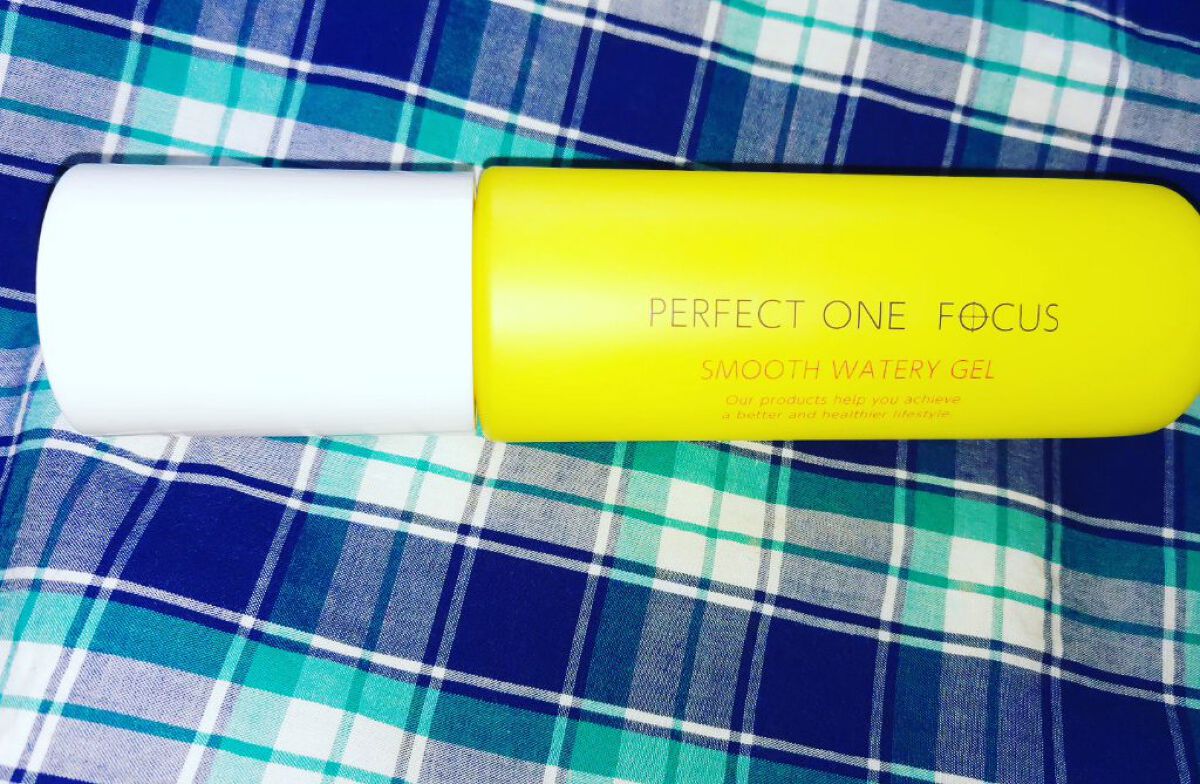 PERFECT ONE FOCUS
SMOOTH WATERY GEL
Our products help you achieve
a better and healthier lifestyle.